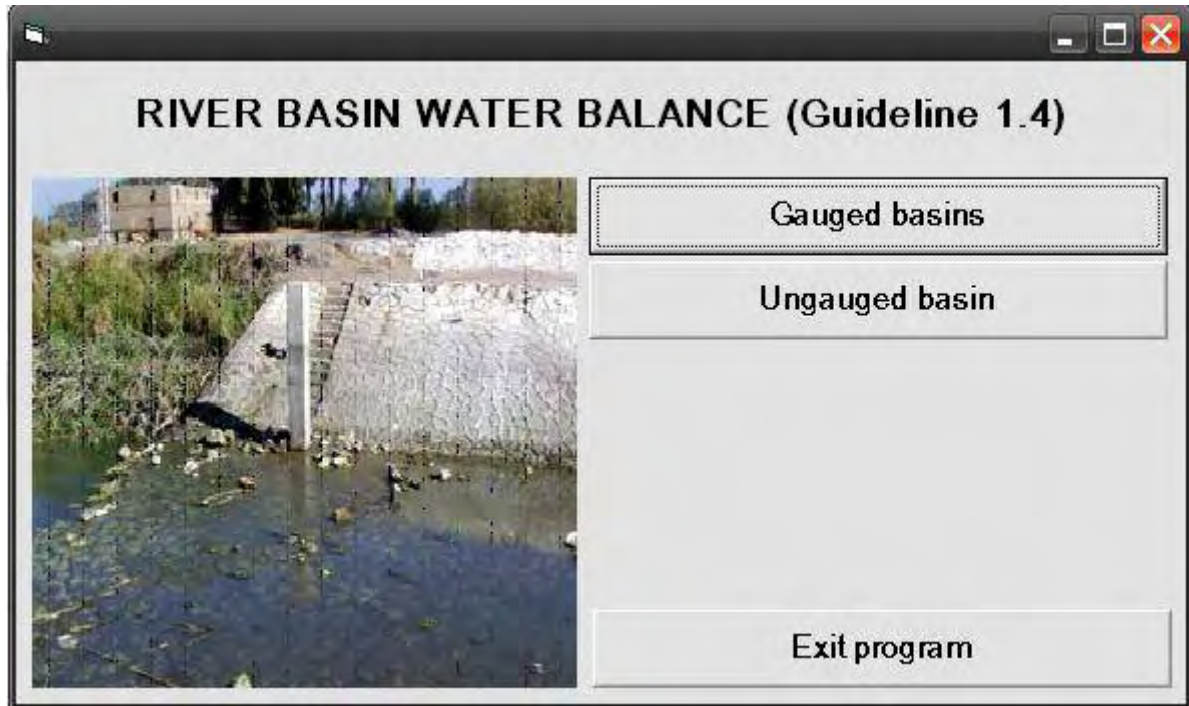 RIVER BASIN WATER BALANCE (Guideline 1.4)
Gauged basins
Ungauged basin
Exit program